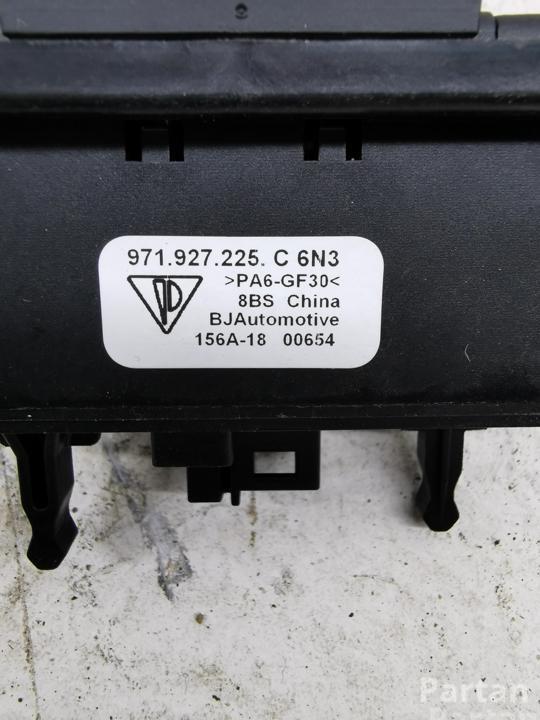 971.927.225. C 6N3
>PA6-GF30<
8BS China
BJAutomotive
156A-18 00654
Partan